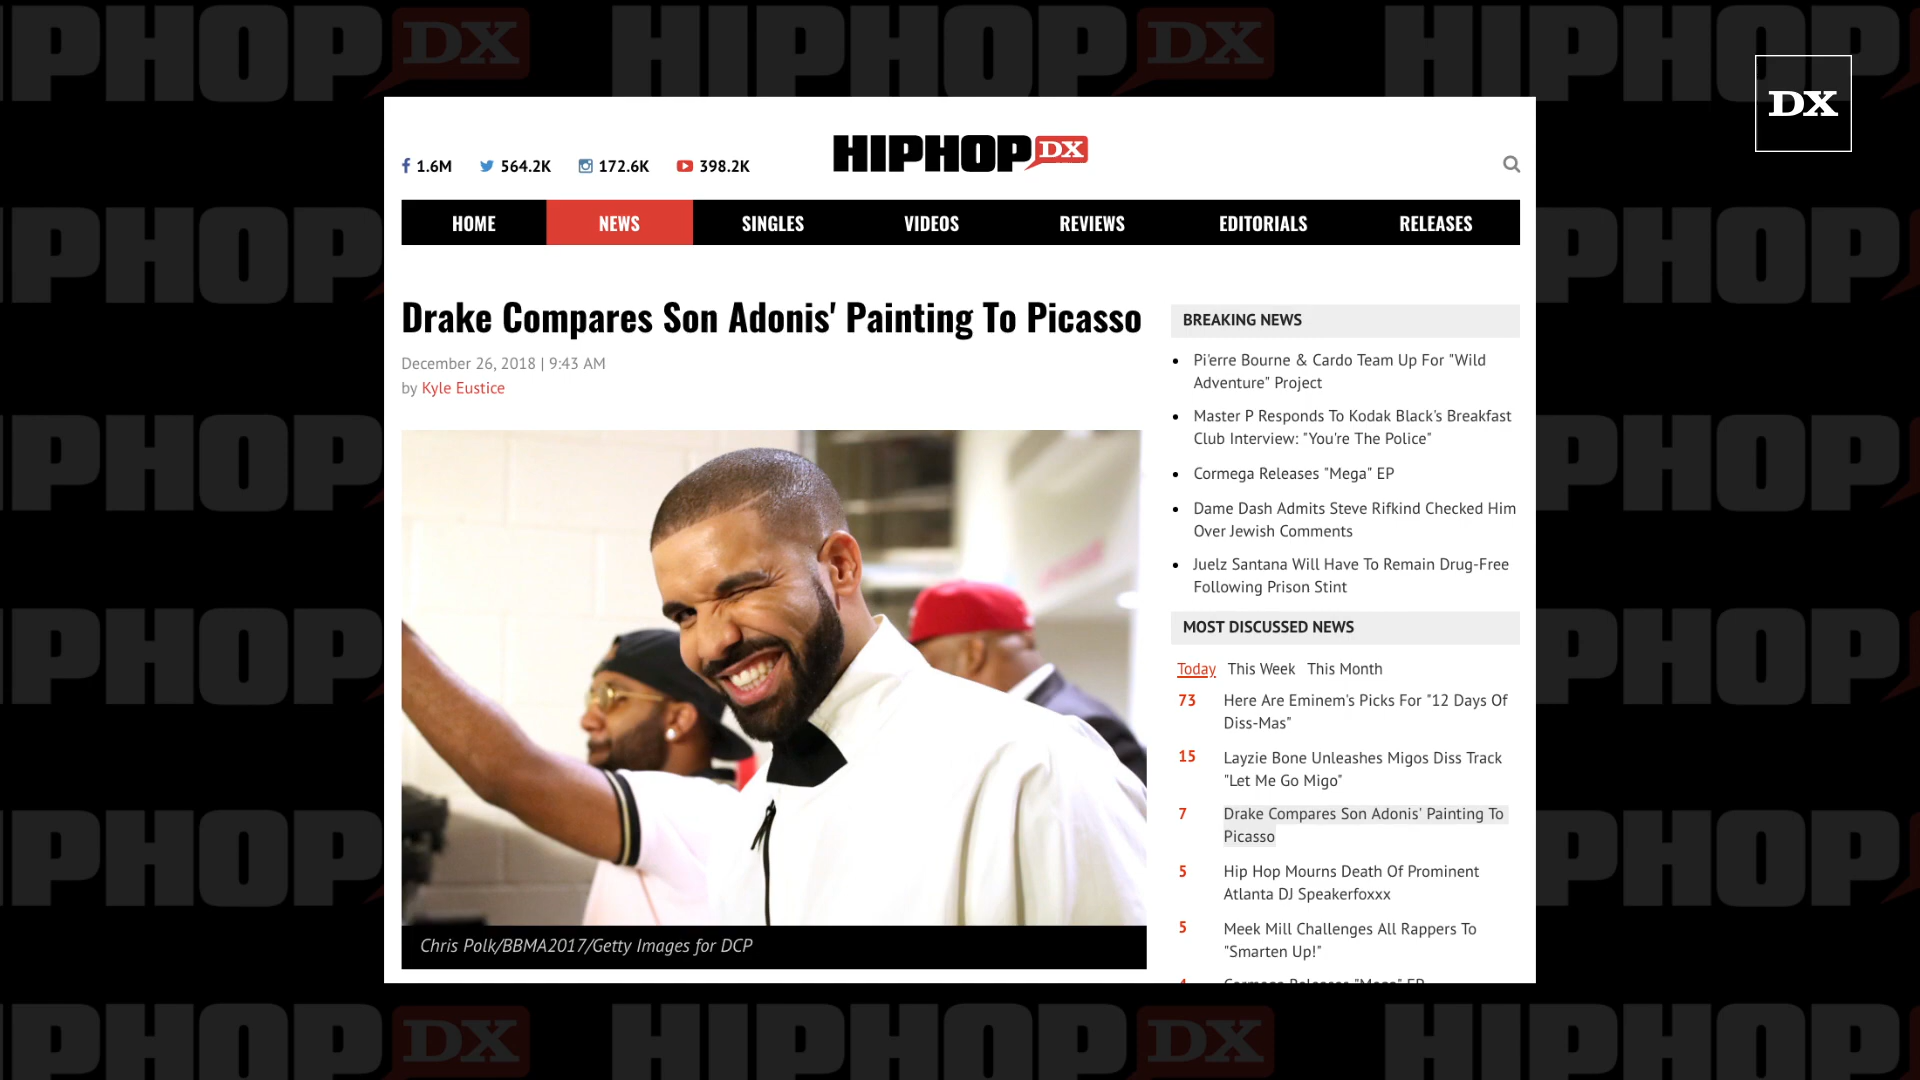 HIPHOPDX
DX
1.6M 564.2K 172.6K 398.2K
HIPHOPDX
HOME NEWS SINGLES VIDEOS REVIEWS EDITORIALS RELEASES
Drake Compares Son Adonis' Painting To Picasso
December 26, 2018 | 9:43 AM
by Kyle Eustice
Chris Polk/BBMA2017/Getty Images for DCP
BREAKING NEWS
Pi'erre Bourne & Cardo Team Up For "Wild
Adventure" Project
Master P Responds To Kodak Black's Breakfast
Club Interview: "You're The Police"
Cormega Releases "Mega" EP
Dame Dash Admits Steve Rifkind Checked Him
Over Jewish Comments
Juelz Santana Will Have To Remain Drug-Free
Following Prison Stint
MOST DISCUSSED NEWS
Today This Week This Month
73 Here Are Eminem's Picks For "12 Days Of
Diss-Mas"
15 Layzie Bone Unleashes Migos Diss Track
"Let Me Go Migo"
7 Drake Compares Son Adonis' Painting To
Picasso
5 Hip Hop Mourns Death Of Prominent
Atlanta DJ Speakerfoxxx
5 Meek Mill Challenges All Rappers To
"Smarten Up!"
4 Cormega Releases "Mega" EP